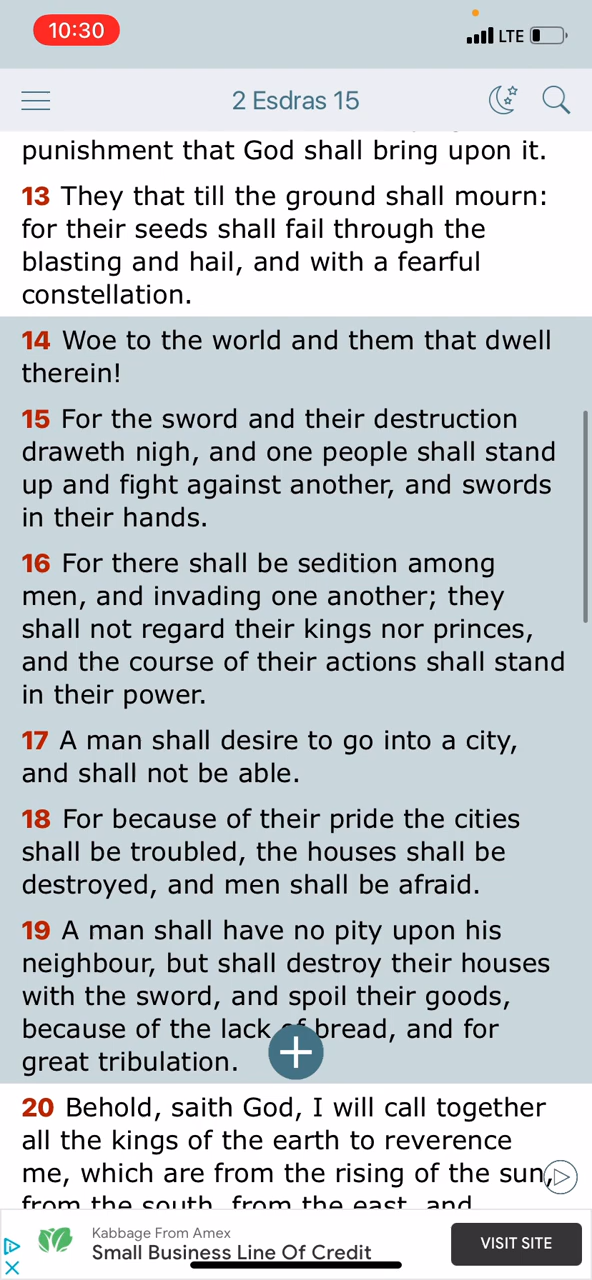 10:30
LTE
2 Esdras 15
punishment that God shall bring upon it.
13 They that till the ground shall mourn:
for their seeds shall fail through the
blasting and hail, and with a fearful
constellation.
14 Woe to the world and them that dwell
therein!
15 For the sword and their destruction
draweth nigh, and one people shall stand
up and fight against another, and swords
in their hands.
16 For there shall be sedition among
men, and invading one another; they
shall not regard their kings nor princes,
and the course of their actions shall stand
in their power.
17 A man shall desire to go into a city,
and shall not be able.
18 For because of their pride the cities
shall be troubled, the houses shall be
destroyed, and men shall be afraid.
19 A man shall have no pity upon his
neighbour, but shall destroy their houses
with the sword, and spoil their goods,
because of the lack of bread, and for
great tribulation.
20 Behold, saith God, I will call together
all the kings of the earth to reverence
me, which are from the rising of the sun,
from the south, from the east, and
Kabbage From Amex
Small Business Line Of Credit
VISIT SITE